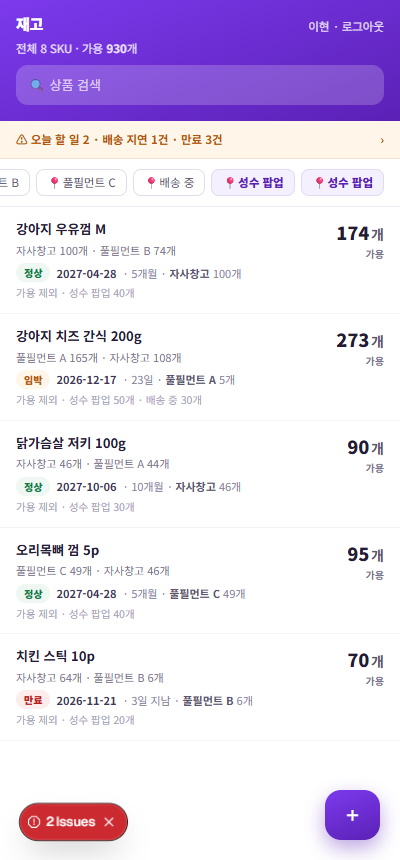 재고
이현 · 로그아웃
전체 8 SKU · 가용 930개
상품 검색
오늘 할 일 2 · 배송 지연 1건 · 만료 3건 ›
트 B 풀필먼트 C 배송 중 성수 팝업 성수 팝업
강아지 우유껌 M
174개
자사창고 100개 · 풀필먼트 B 74개
가용
정상 2027-04-28 · 5개월 · 자사창고 100개
가용 제외 · 성수 팝업 40개
강아지 치즈 간식 200g
273개
풀필먼트 A 165개 · 자사창고 108개
가용
임박 2026-12-17 · 23일 · 풀필먼트 A 5개
가용 제외 · 성수 팝업 50개 · 배송 중 30개
닭가슴살 저키 100g
90개
자사창고 46개 · 풀필먼트 A 44개
가용
정상 2027-10-06 · 10개월 · 자사창고 46개
가용 제외 · 성수 팝업 30개
오리목뼈 껌 5p
95개
풀필먼트 C 49개 · 자사창고 46개
가용
정상 2027-04-28 · 5개월 · 풀필먼트 C 49개
가용 제외 · 성수 팝업 40개
치킨 스틱 10p
70개
자사창고 64개 · 풀필먼트 B 6개
가용
만료 2026-11-21 · 3일 지남 · 풀필먼트 B 6개
가용 제외 · 성수 팝업 20개
2 Issues
+